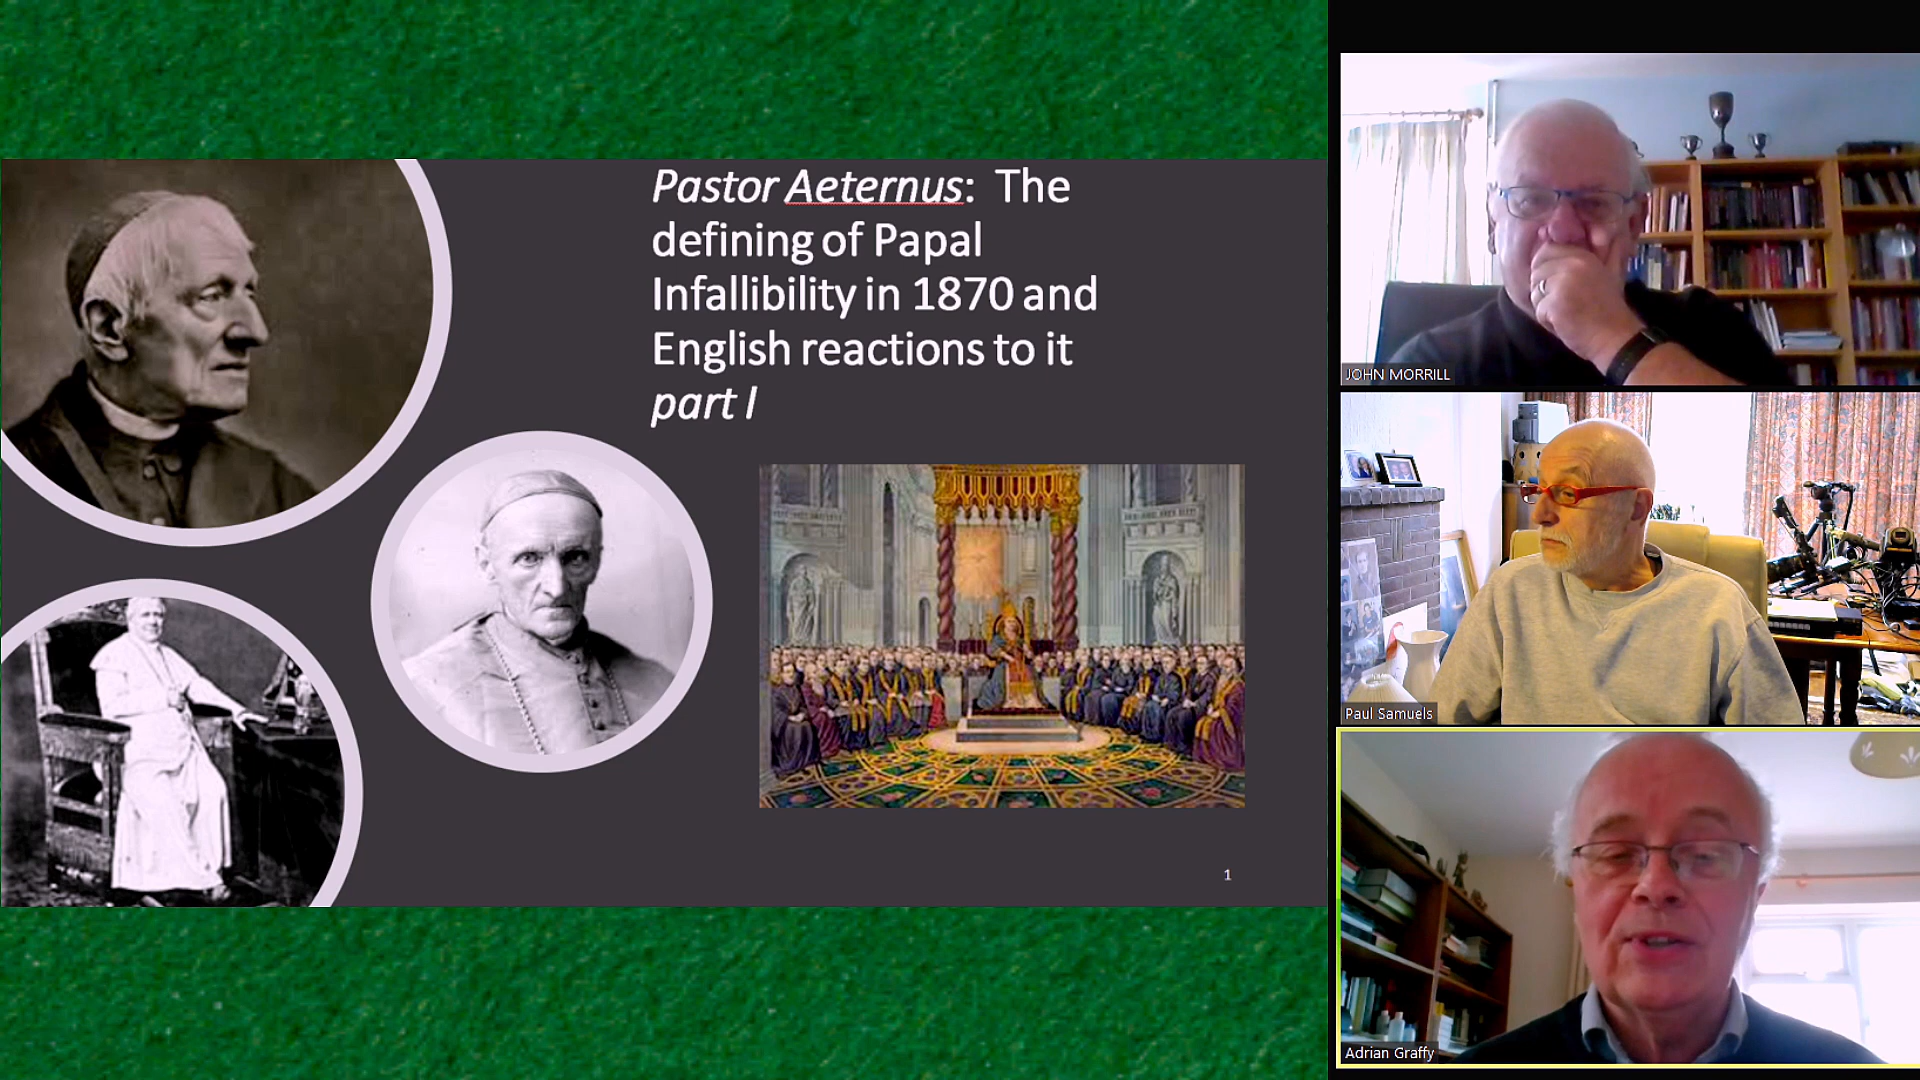 Pastor Aeternus: The
defining of Papal
Infallibility in 1870 and
English reactions to it
part I
1
JOHN MORRILL
Paul Samuels
Adrian Graffy